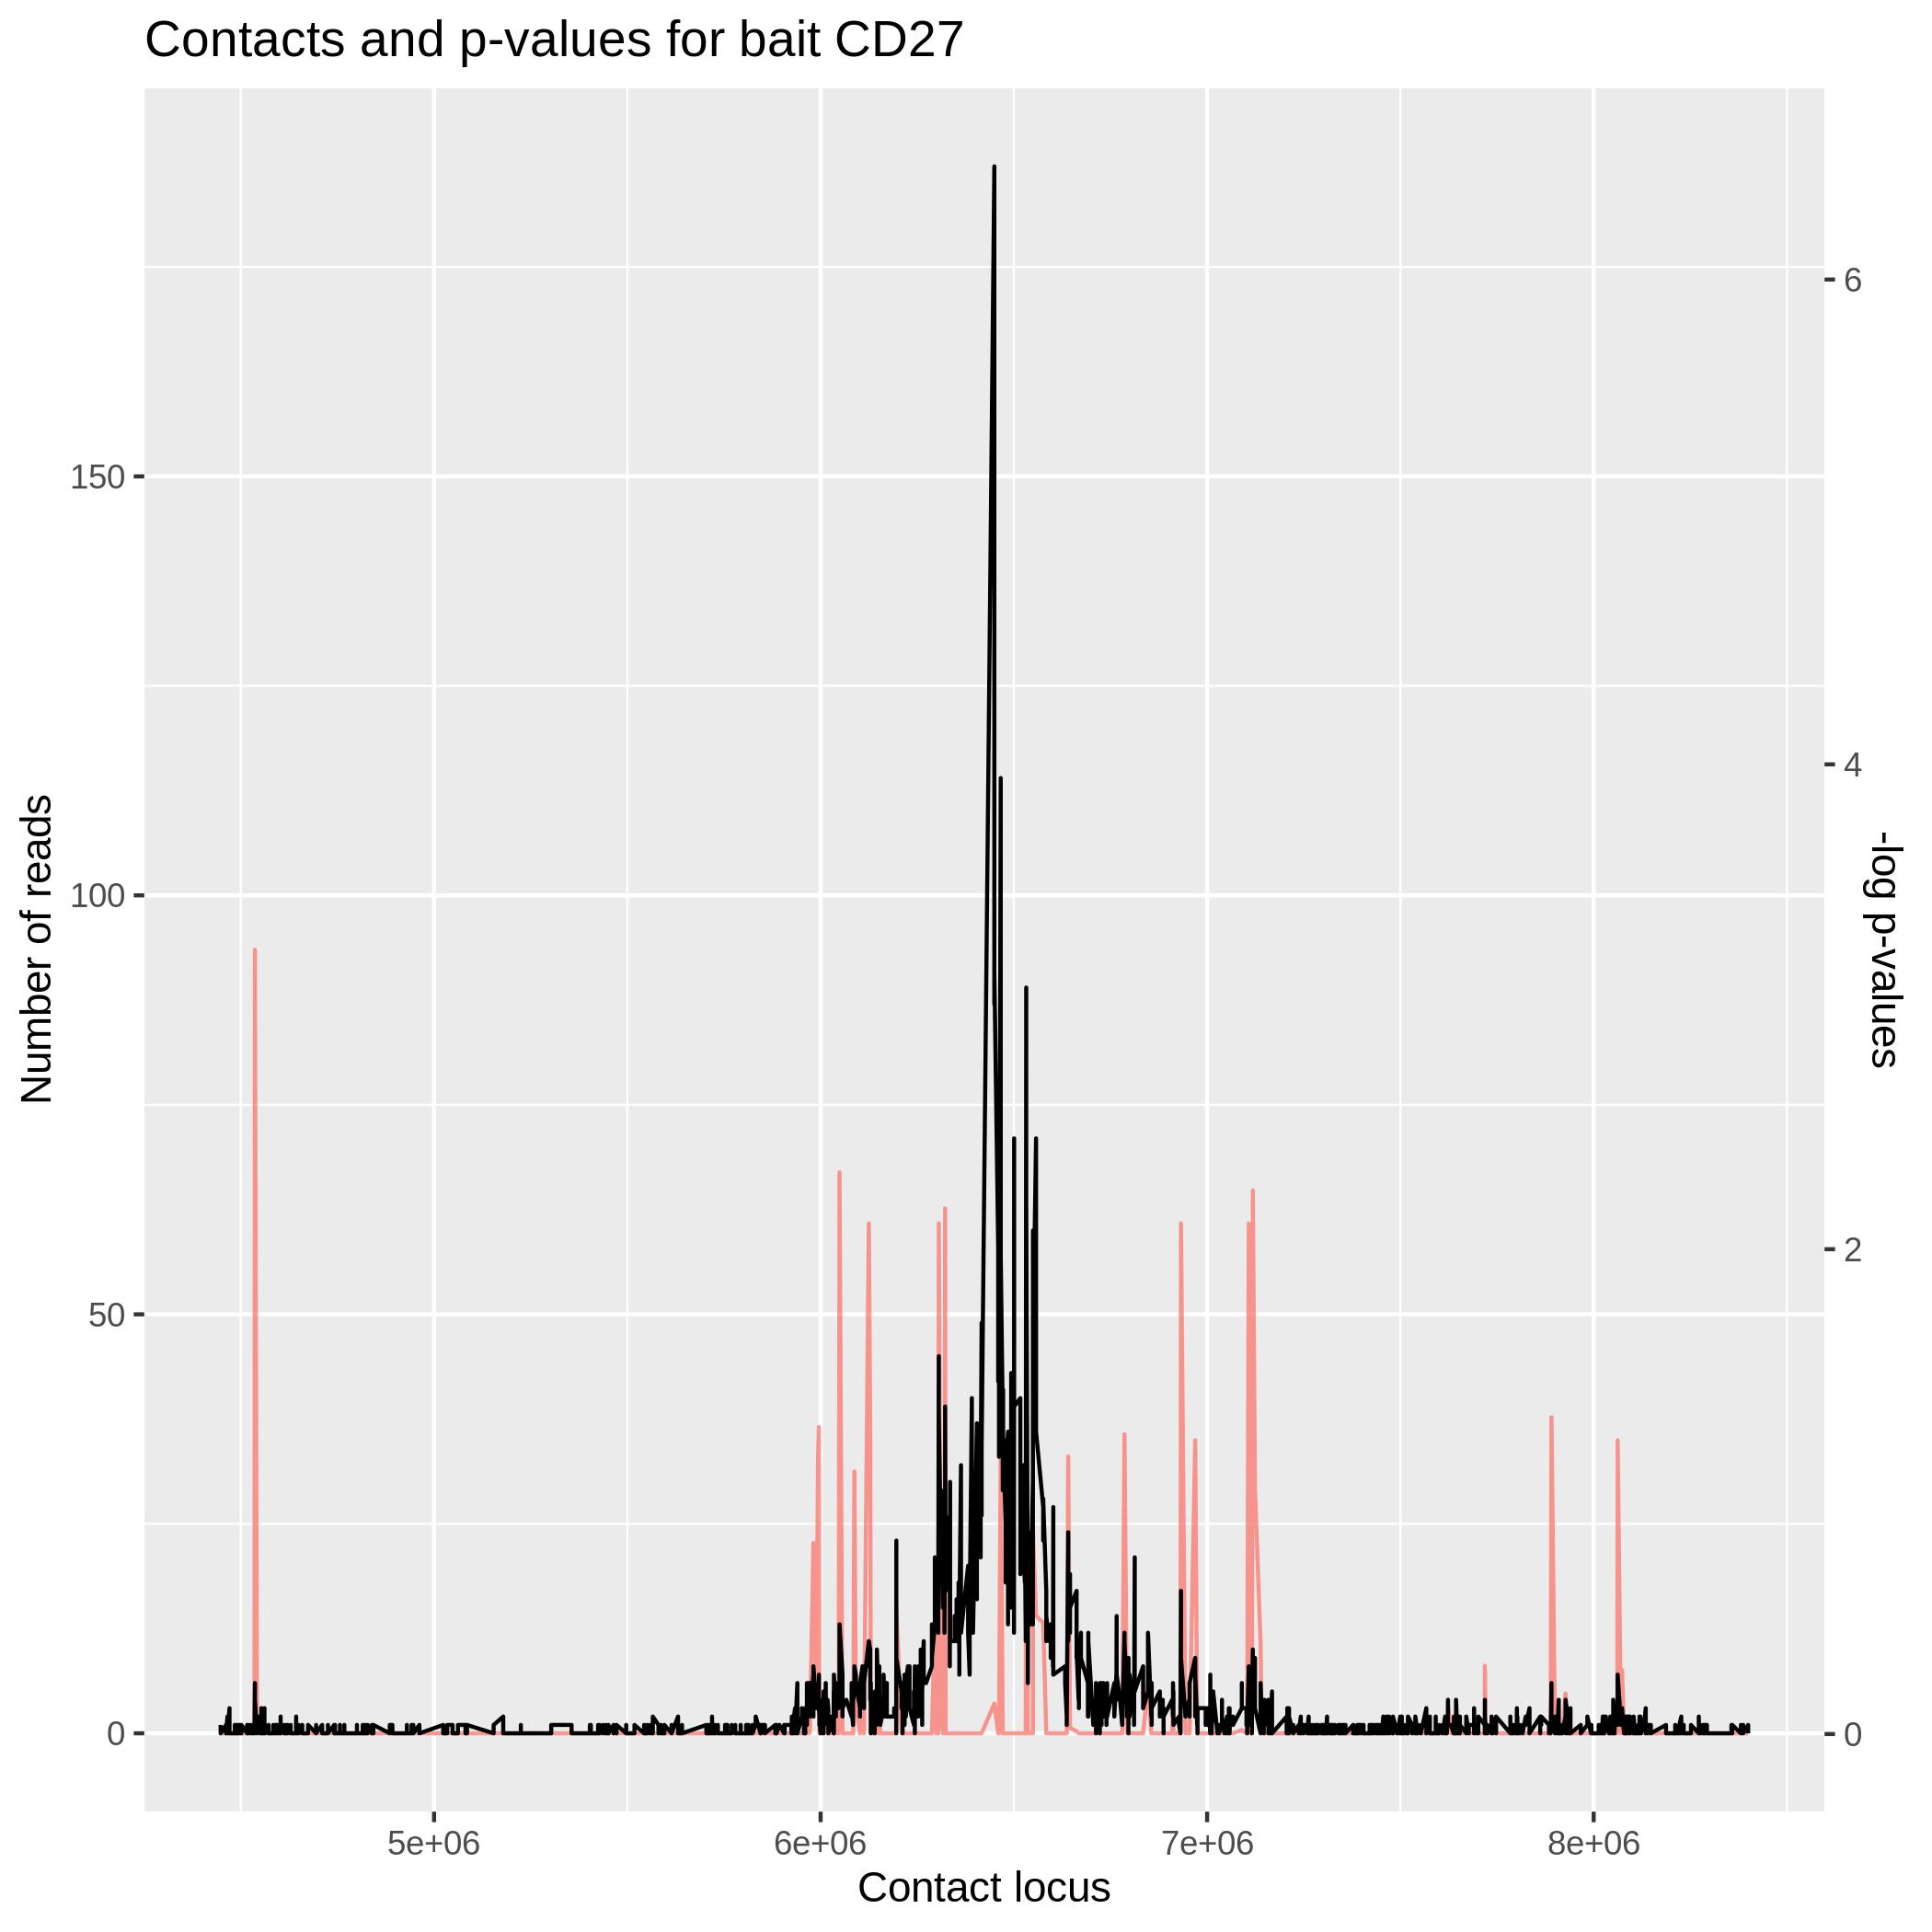 Contacts and p-values for bait CD27
Number of reads
150
100
50
0
6
4
2
0
-log p-values
5e+06
6e+06
7e+06
8e+06
Contact locus